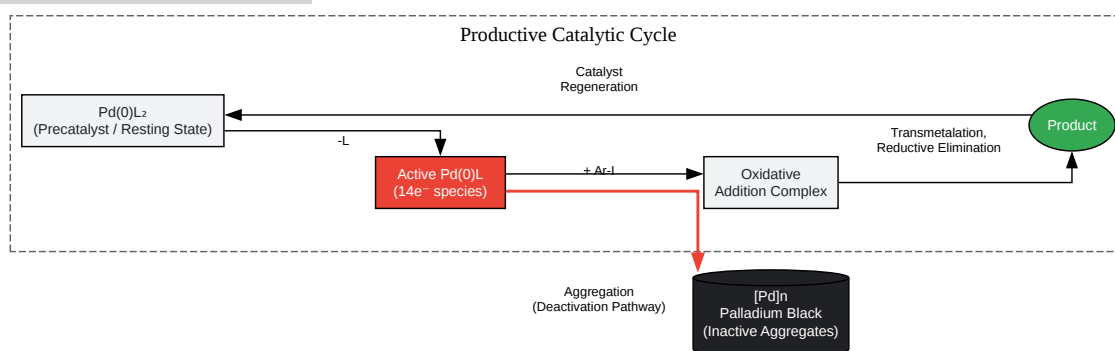 Productive Catalytic Cycle
Catalyst
Regeneration
Pd(0)L₂
(Precatalyst / Resting State)
-L
Active Pd(0)L
(14e⁻ species)
+ Ar-I
Oxidative
Addition Complex
Transmetalation,
Reductive Elimination
Product
Aggregation
(Deactivation Pathway)
[Pd]n
Palladium Black
(Inactive Aggregates)